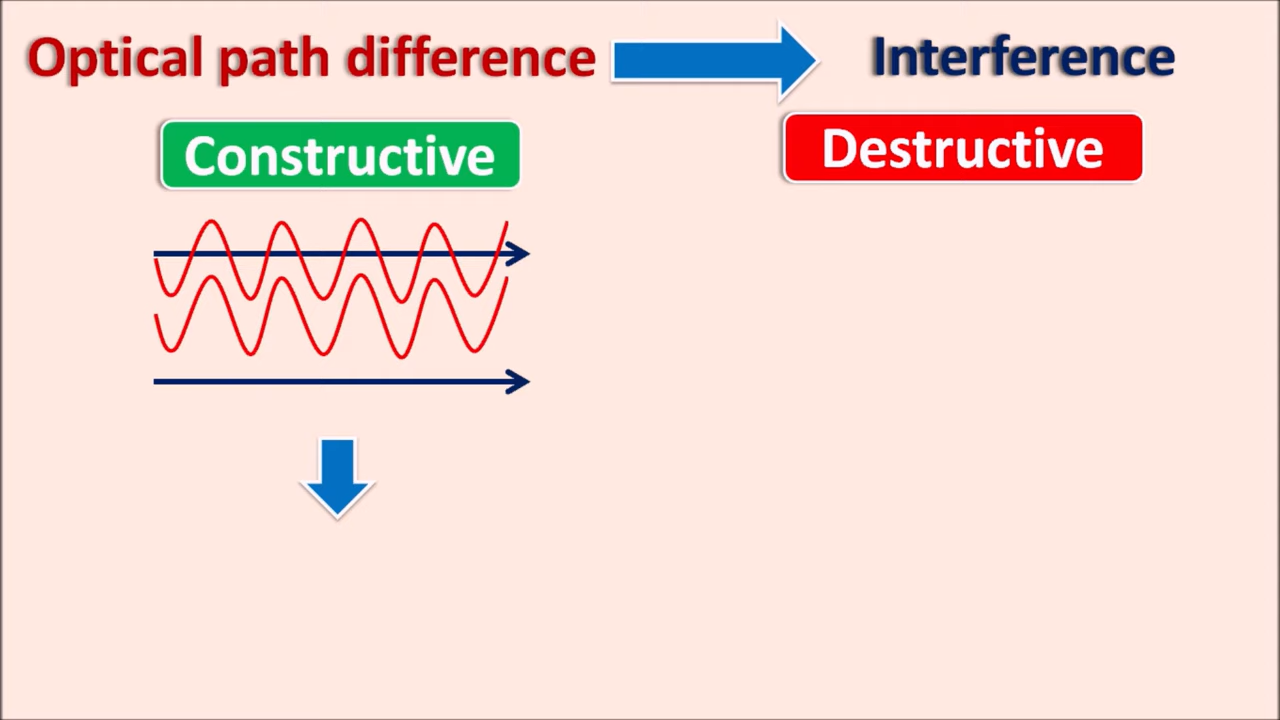 Optical path difference
Interference
Constructive
Destructive